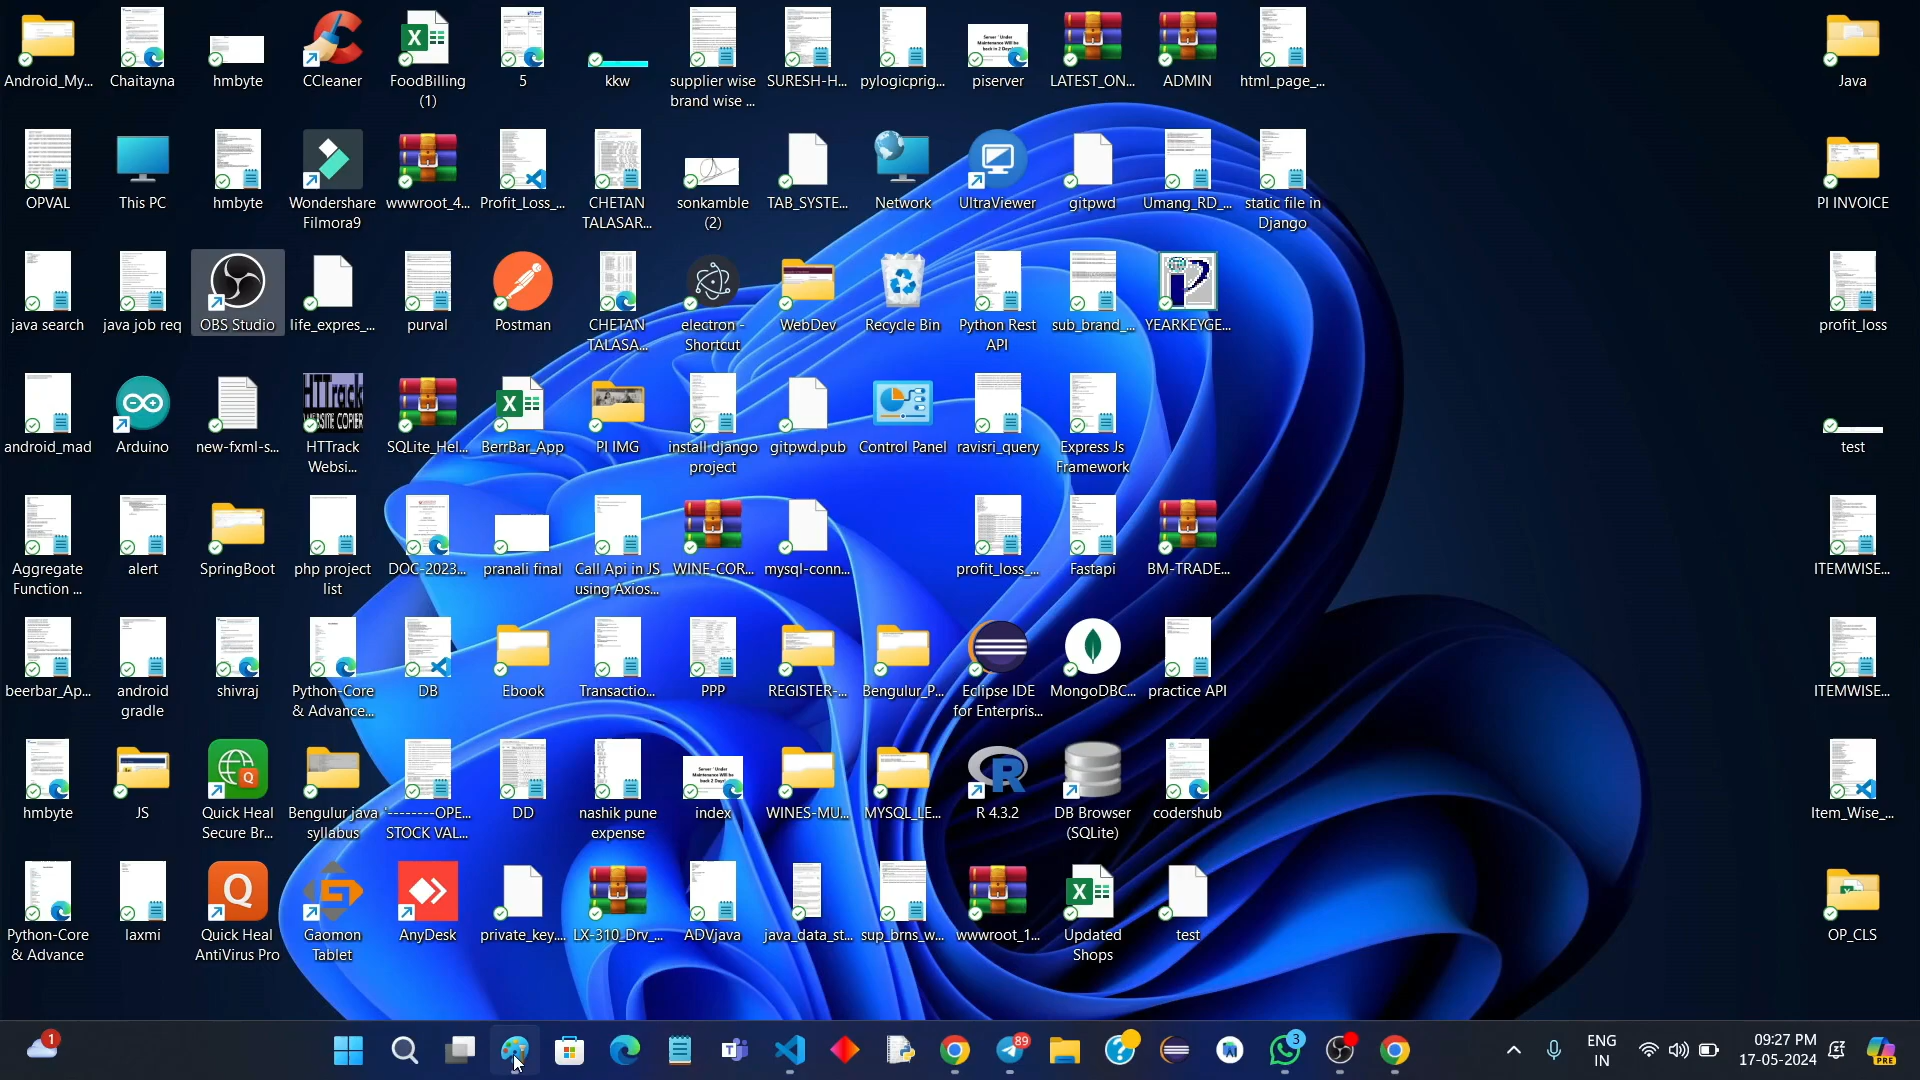 Android_My... Chaitayna hmbyte CCleaner FoodBilling 5 kkw supplier wise SURESH-H... pylogicprig... piserver LATEST_ON... ADMIN html_page_... Java
(1) brand wise ...
OPVAL This PC hmbyte Wondershare wwwroot_4... Profit_Loss_... CHETAN sonkamble TAB_SYSTE... Network UltraViewer gitpwd Umang_RD_... static file in PI INVOICE
Filmora9 TALASAR... (2) Django
java search java job req OBS Studio life_expres_... purval Postman CHETAN electron - WebDev Recycle Bin Python Rest sub_brand_... YEARKEYGE... profit_loss
TALASA... Shortcut API
android_mad Arduino new-fxml-s... HTTrack SQLite_Hel... BerrBar_App PI IMG install django gitpwd.pub Control Panel ravisri_query Express Js test
Websi... project Framework
Aggregate alert SpringBoot php project DOC-2023... pranali final Call Api in JS WINE-COR... mysql-conn... profit_loss_... Fastapi BM-TRADE... ITEMWISE...
Function ... list using Axios...
beerbar_Ap... android shivraj Python-Core DB Ebook Transactio... PPP REGISTER-... Bengulur_P... Eclipse IDE MongoDBC... practice API ITEMWISE...
gradle & Advance... for Enterpris...
hmbyte JS Quick Heal Bengulur java '--------OPE... DD nashik pune index WINES-MU... MYSQL_LE... R 4.3.2 DB Browser codershub Item_Wise_...
Secure Br... syllabus STOCK VAL... expense (SQLite)
Python-Core laxmi Quick Heal Gaomon AnyDesk private_key.... LX-310_Drv_... ADVjava java_data_st... sup_brns_w... wwwroot_1... Updated test OP_CLS
& Advance AntiVirus Pro Tablet Shops
1 89 3 ENG 09:27 PM
IN 17-05-2024 PRE